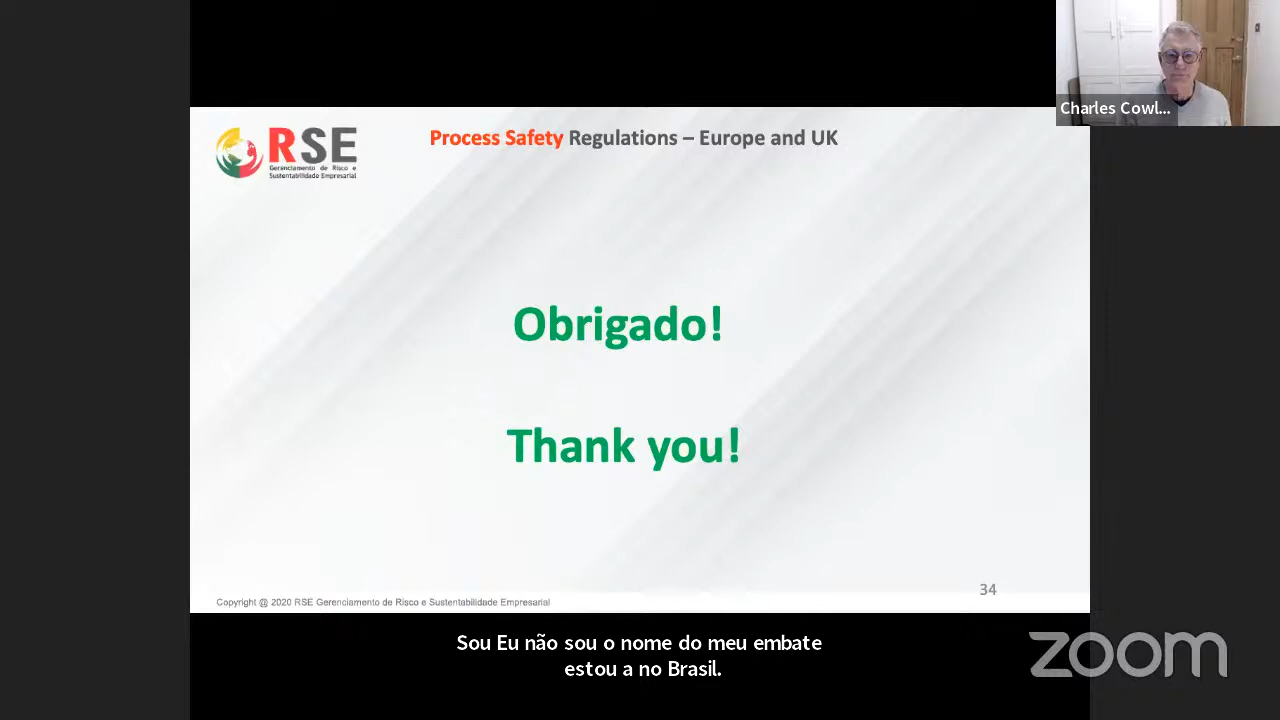 Charles Cowl...
RSE
Gerenciamento de Risco e
Sustentabilidade Empresarial
Process Safety Regulations – Europe and UK
Obrigado!
Thank you!
34
Copyright @ 2020 RSE Gerenciamento de Risco e Sustentabilidade Empresarial
Sou Eu não sou o nome do meu embate
estou a no Brasil.
zoom